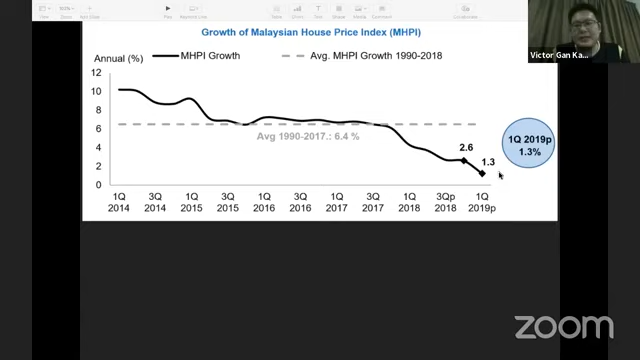 Growth of Malaysian House Price Index (MHPI)
Annual (%)
MHPI Growth
Avg. MHPI Growth 1990-2018
12
10
8
6
4
2
0
Avg 1990-2017.: 6.4 %
2.6
1.3
1Q 2019p
1.3%
1Q 3Q 1Q 3Q 1Q 3Q 1Q 3Q 1Q 3Qp 1Q
2014 2014 2015 2015 2016 2016 2017 2017 2018 2018 2019p
Victor Gan Ka...
zoom